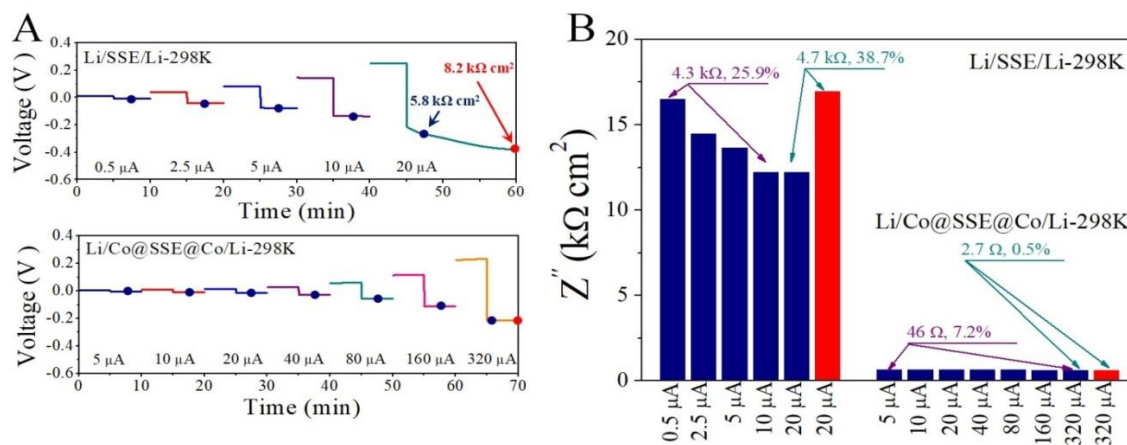 A
Li/SSE/Li-298K
Voltage (V)
0.4
0.2
0.0
-0.2
-0.4
-0.6
8.2 kΩ cm²
5.8 kΩ cm²
0.5 µA 2.5 µA 5 µA 10 µA 20 µA
0 10 20 30 40 50 60
Time (min)
Li/Co@SSE@Co/Li-298K
Voltage (V)
0.4
0.2
0.0
-0.2
-0.4
-0.6
5 µA 10 µA 20 µA 40 µA 80 µA 160 µA 320 µA
0 10 20 30 40 50 60 70
Time (min)
B
Li/SSE/Li-298K
Z'' (kΩ cm²)
20
15
10
5
0
4.3 kΩ, 25.9%
4.7 kΩ, 38.7%
Li/Co@SSE@Co/Li-298K
2.7 Ω, 0.5%
46 Ω, 7.2%
0.5 µA
2.5 µA
5 µA
10 µA
20 µA
20 µA
5 µA
10 µA
20 µA
40 µA
80 µA
160 µA
320 µA
320 µA